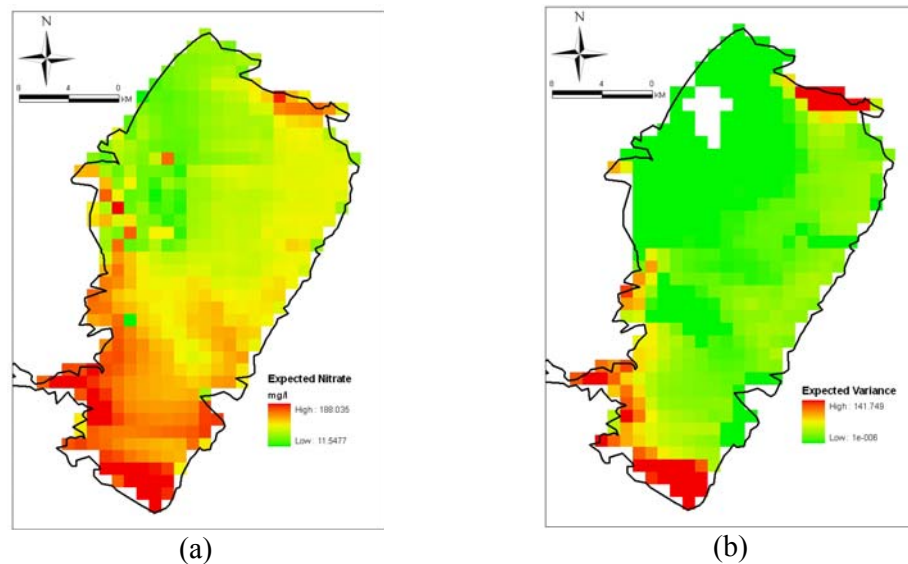 N
8 4 0
KM
Expected Nitrate
mg/l
High : 188.035
Low : 11.5477
(a)
N
8 4 0
KM
Expected Variance
High : 141.749
Low : 1e-006
(b)